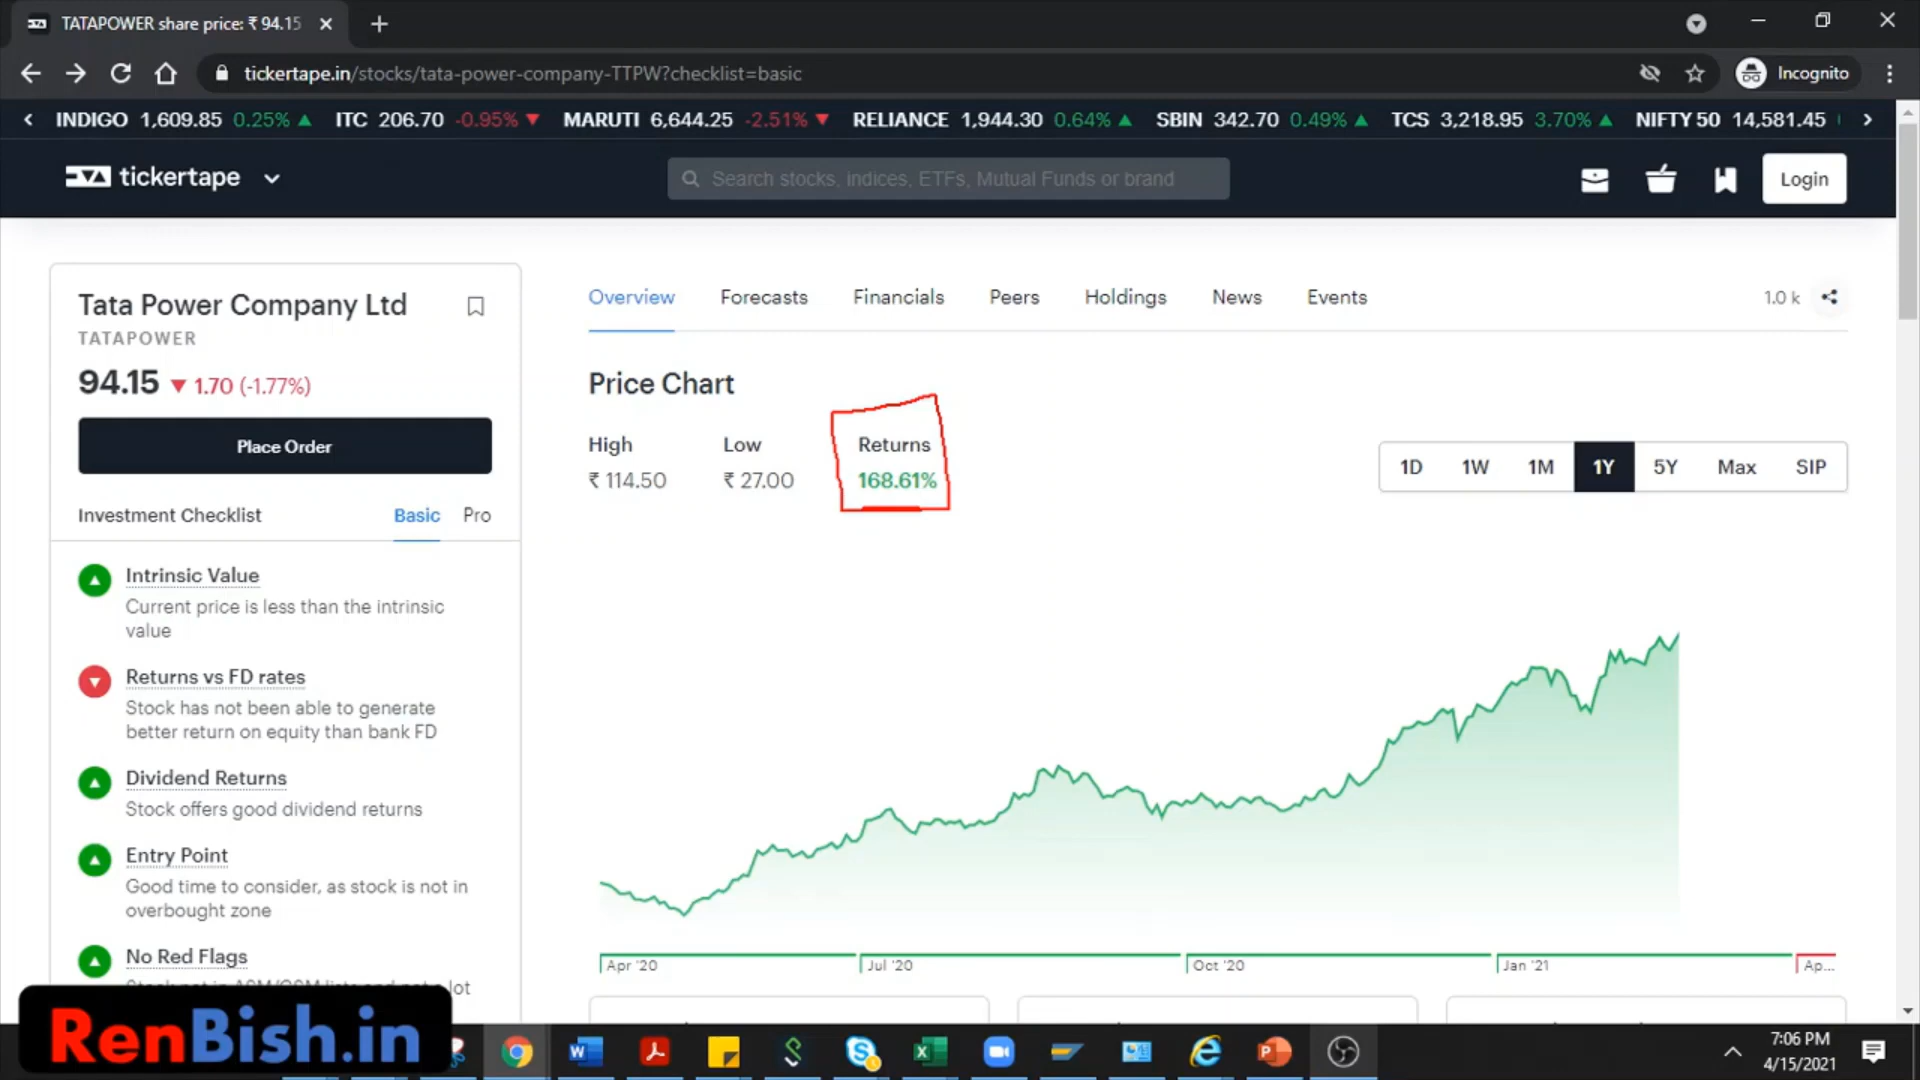 TATAPOWER share price: ₹ 94.15
tickertape.in/stocks/tata-power-company-TTPW?checklist=basic
Incognito
INDIGO 1,609.85 0.25% ITC 206.70 -0.95% MARUTI 6,644.25 -2.51% RELIANCE 1,944.30 0.64% SBIN 342.70 0.49% TCS 3,218.95 3.70% NIFTY 50 14,581.45
tickertape
Search stocks, indices, ETFs, Mutual Funds or brand
Login
Tata Power Company Ltd
TATAPOWER
94.15 1.70 (-1.77%)
Place Order
Investment Checklist Basic Pro
Intrinsic Value
Current price is less than the intrinsic
value
Returns vs FD rates
Stock has not been able to generate
better return on equity than bank FD
Dividend Returns
Stock offers good dividend returns
Entry Point
Good time to consider, as stock is not in
overbought zone
No Red Flags
Overview Forecasts Financials Peers Holdings News Events 1.0 k
Price Chart
High Low Returns
₹ 114.50 ₹ 27.00 168.61%
1D 1W 1M 1Y 5Y Max SIP
Apr '20 Jul '20 Oct '20 Jan '21 Ap...
RenBish.in
7:06 PM
4/15/2021